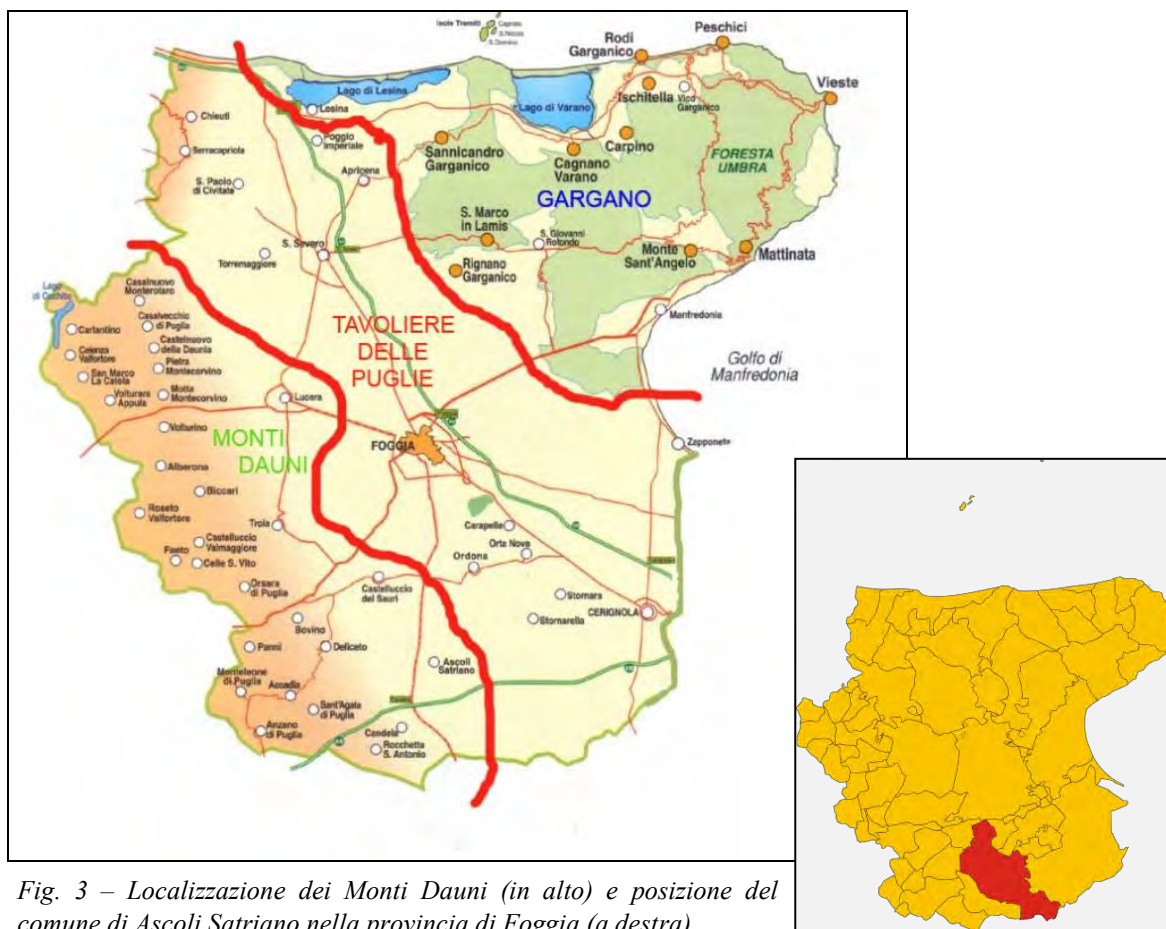 Isole Tremiti
Capraia
S. Nicola
S. Domino
Peschici
Rodi
Garganico
Vieste
Lago di Lesina
Lago di Varano
Ischitella
Vico
Garganico
Lesina
Chieuti
Poggio
Imperiale
Carpino
Sannicandro
Garganico
Serracapriola
Cagnano
Varano
FORESTA
UMBRA
Apricena
S. Paolo
di Civitate
GARGANO
S. Marco
in Lamis
S. Giovanni
Rotondo
S. Severo
Monte
Sant'Angelo
Mattinata
Torremaggiore
Rignano
Garganico
Lago
Casalnuovo
Monterotaro
Manfredonia
TAVOLIERE
DELLE
PUGLIE
Casalvecchio
di Puglia
Carlantino
Castelnuovo
della Daunia
Celenza
Valfortore
Pietra
Montecorvino
Golfo di
Manfredonia
San Marco
La Catola
Motta
Montecorvino
Volturara
Appula
Lucera
Volturino
MONTI
DAUNI
FOGGIA
Zapponeta
Alberona
Biccari
Roseto
Valfortore
Troia
Carapelle
Castelluccio
Valmaggiore
Orta Nova
Faeto
Celle S. Vito
Ordona
Orsara
di Puglia
Castelluccio
dei Sauri
Stornara
CERIGNOLA
Bovino
Stornarella
Panni
Deliceto
Ascoli
Satriano
Monteleone
di Puglia
Accadia
Sant'Agata
di Puglia
Anzano
di Puglia
Candela
Rocchetta
S. Antonio
Fig. 3 – Localizzazione dei Monti Dauni (in alto) e posizione del
comune di Ascoli Satriano nella provincia di Foggia (a destra)